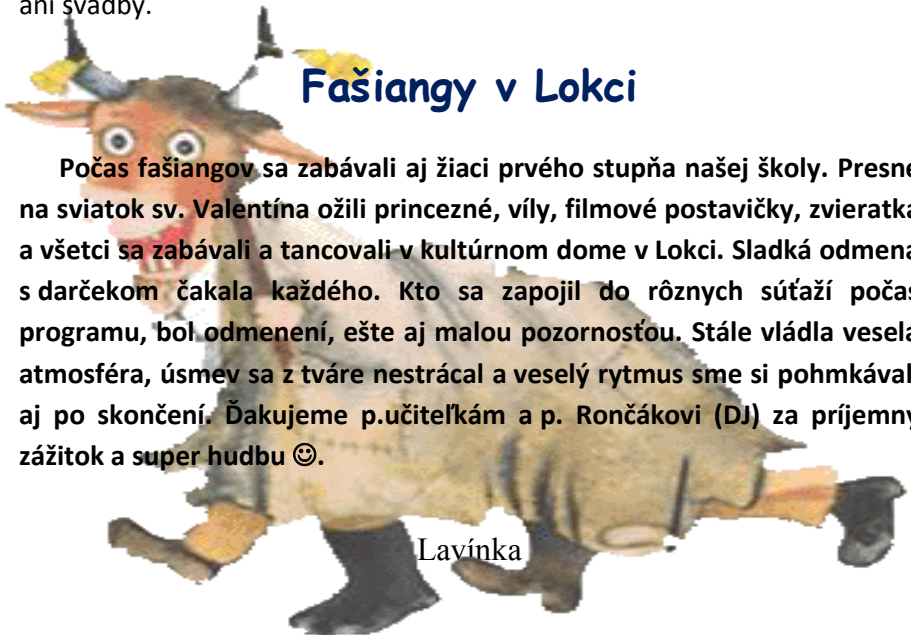 ani svadby.
Fašiangy v Lokci
Počas fašiangov sa zabávali aj žiaci prvého stupňa našej školy. Presne
na sviatok sv. Valentína ožili princezné, víly, filmové postavičky, zvieratká
a všetci sa zabávali a tancovali v kultúrnom dome v Lokci. Sladká odmena
s darčekom čakala každého. Kto sa zapojil do rôznych súťaží počas
programu, bol odmenení, ešte aj malou pozornosťou. Stále vládla veselá
atmosféra, úsmev sa z tváre nestrácal a veselý rytmus sme si pohmkával
aj po skončení. Ďakujeme p.učiteľkám a p. Rončákovi (DJ) za príjemný
zážitok a super hudbu ☺.
Lavínka